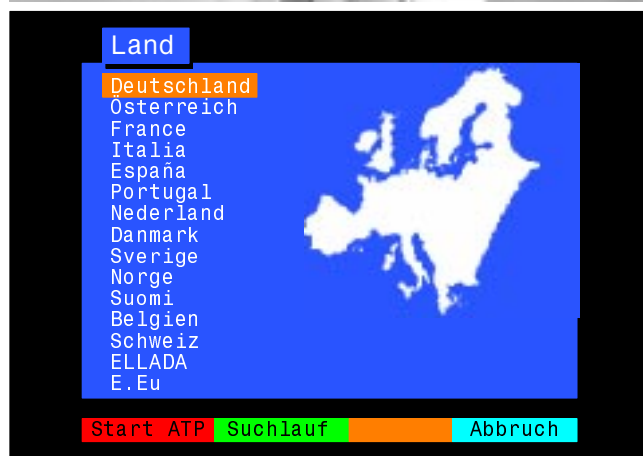 Land
Deutschland
Österreich
France
Italia
España
Portugal
Nederland
Danmark
Sverige
Norge
Suomi
Belgien
Schweiz
ELLADA
E.Eu
Start ATP Suchlauf Abbruch